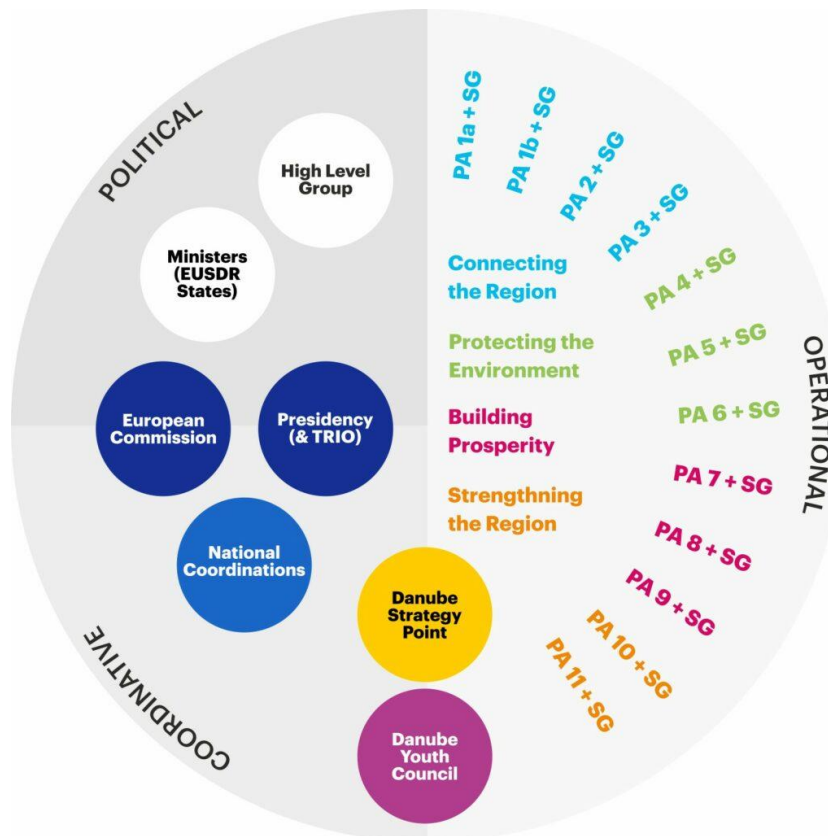 POLITICAL
High Level
Group
Ministers
(EUSDR
States)
European
Commission
Presidency
(& TRIO)
National
Coordinations
COORDINATIVE
Danube
Strategy
Point
Danube
Youth
Council
Connecting
the Region
Protecting the
Environment
Building
Prosperity
Strengthning
the Region
PA 1a + SG
PA 1b + SG
PA 2 + SG
PA 3 + SG
PA 4 + SG
PA 5 + SG
PA 6 + SG
PA 7 + SG
PA 8 + SG
PA 9 + SG
PA 10 + SG
PA 11 + SG
OPERATIONAL